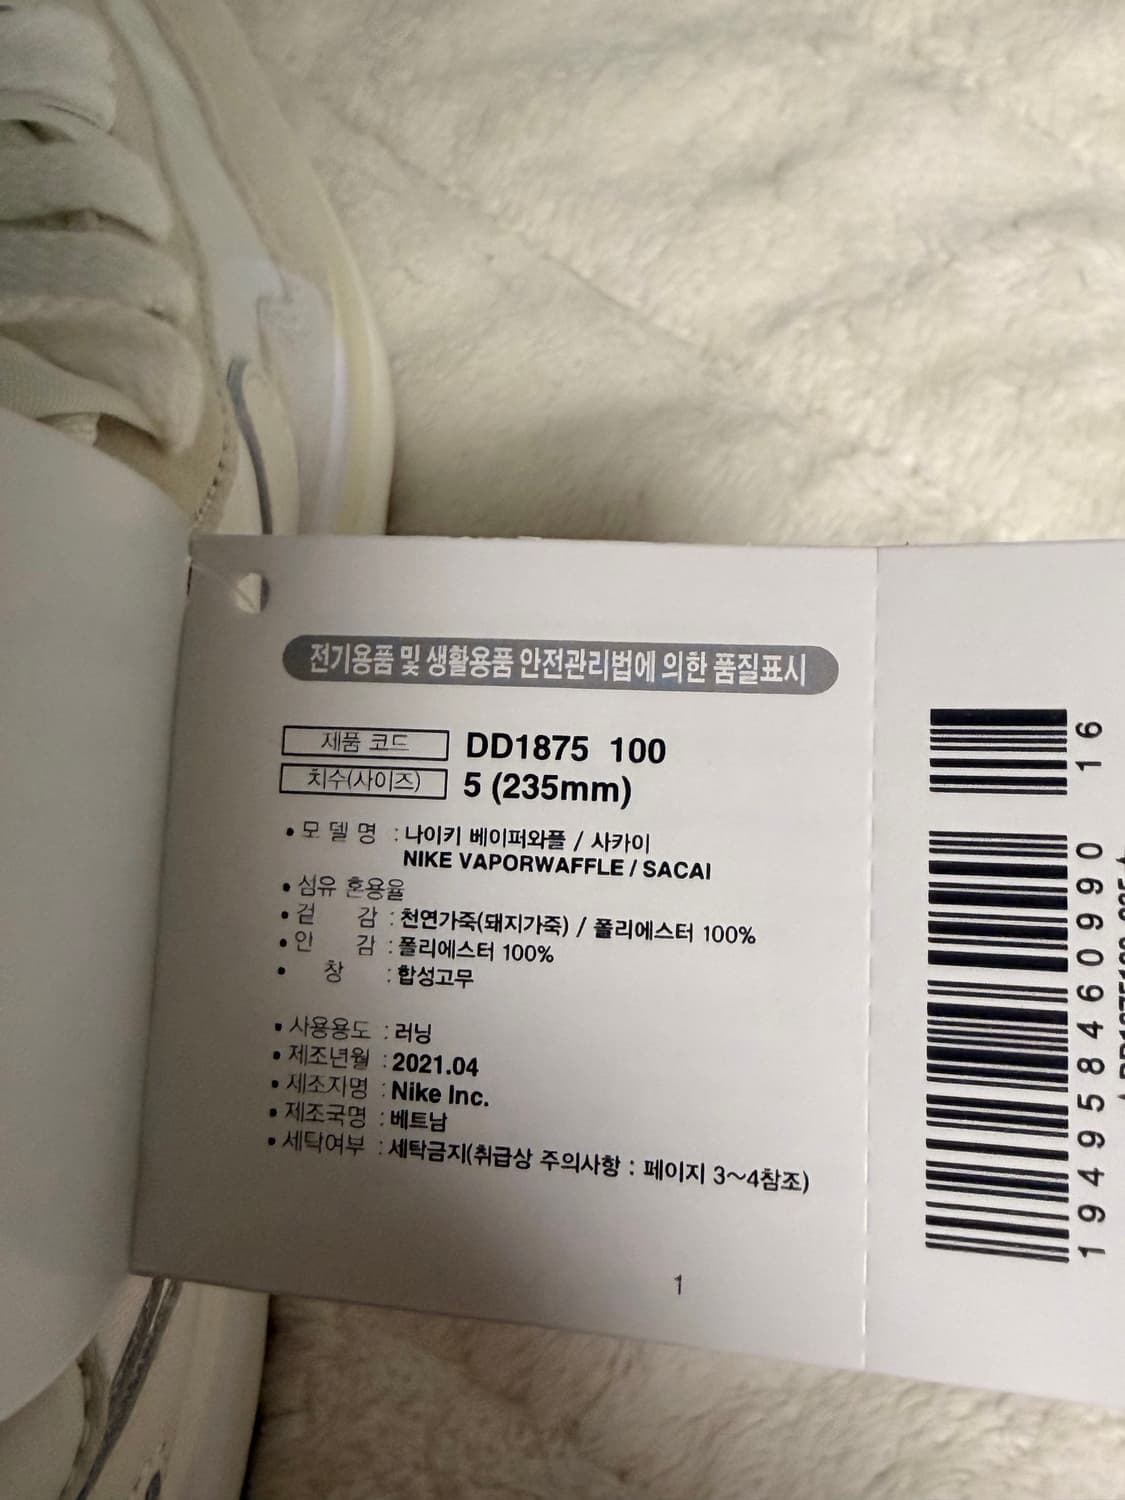 전기용품 및 생활용품 안전관리법에 의한 품질표시
제품 코드 DD1875 100
치수(사이즈) 5 (235mm)
• 모 델 명 : 나이키 베이퍼와플 / 사카이
NIKE VAPORWAFFLE / SACAI
• 섬유 혼용율
• 겉 감 : 천연가죽(돼지가죽) / 폴리에스터 100%
• 안 감 : 폴리에스터 100%
• 창 : 합성고무
• 사용용도 : 러닝
• 제조년월 : 2021.04
• 제조자명 : Nike Inc.
• 제조국명 : 베트남
• 세탁여부 : 세탁금지(취급상 주의사항 : 페이지 3~4참조)
1
194958460990 16